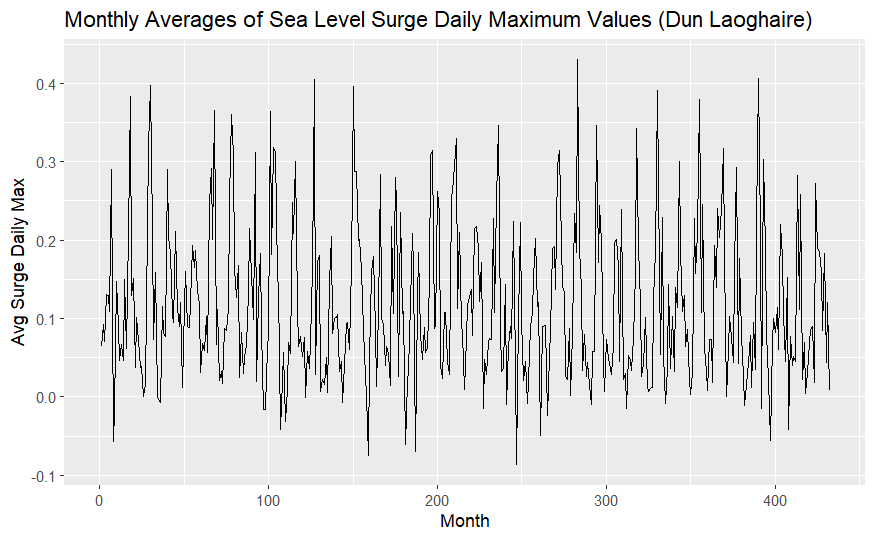 Monthly Averages of Sea Level Surge Daily Maximum Values (Dun Laoghaire)
Avg Surge Daily Max
0.4
0.3
0.2
0.1
0.0
-0.1
0 100 200 300 400
Month